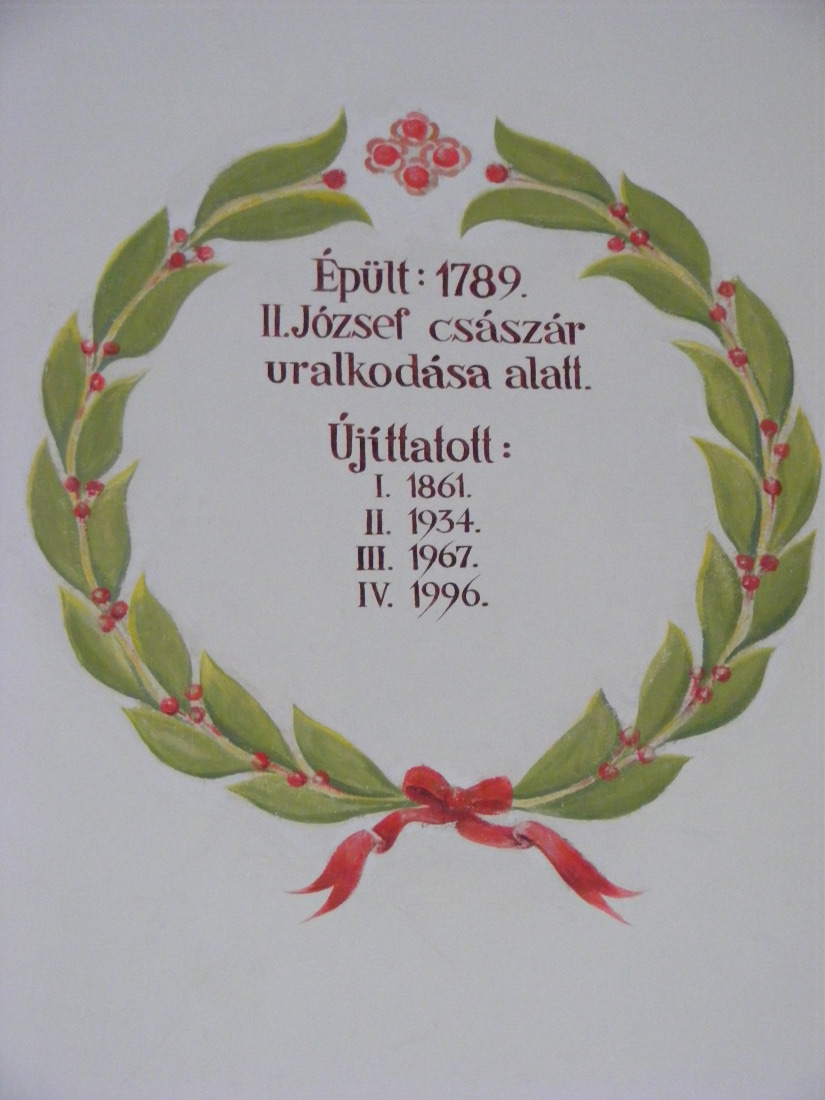 Épült: 1789.
II. József császár
uralkodása alatt.
Újíttatott:
I. 1861.
II. 1934.
III. 1967.
IV. 1996.